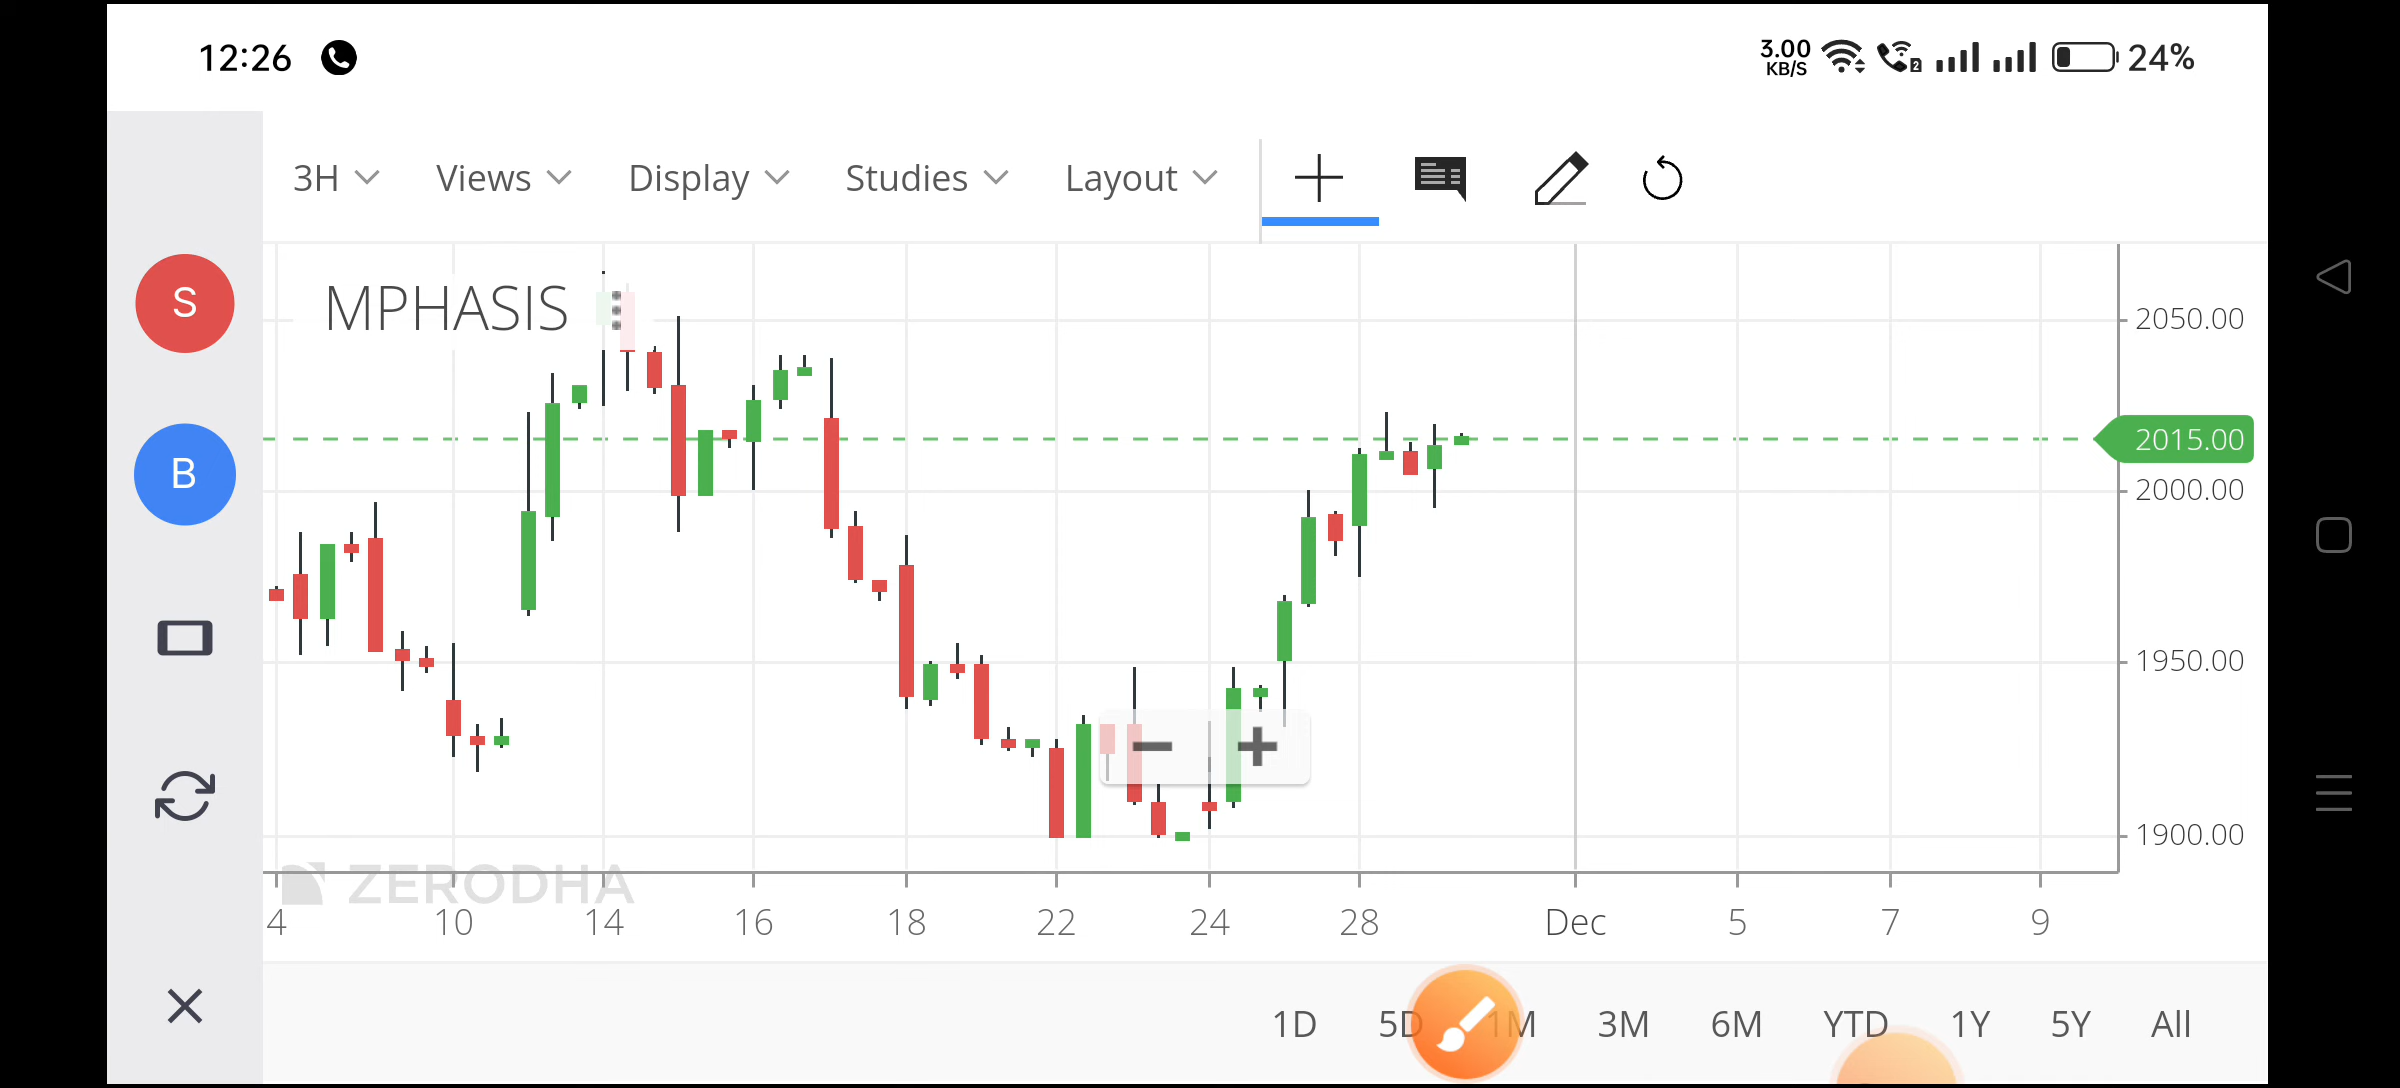 12:26
3.00
KB/S
2
24%
3H Views Display Studies Layout
S
B
MPHASIS
2050.00
2015.00
2000.00
1950.00
1900.00
ZERODHA
4 10 14 16 18 22 24 28 Dec 5 7 9
1D 5D 1M 3M 6M YTD 1Y 5Y All